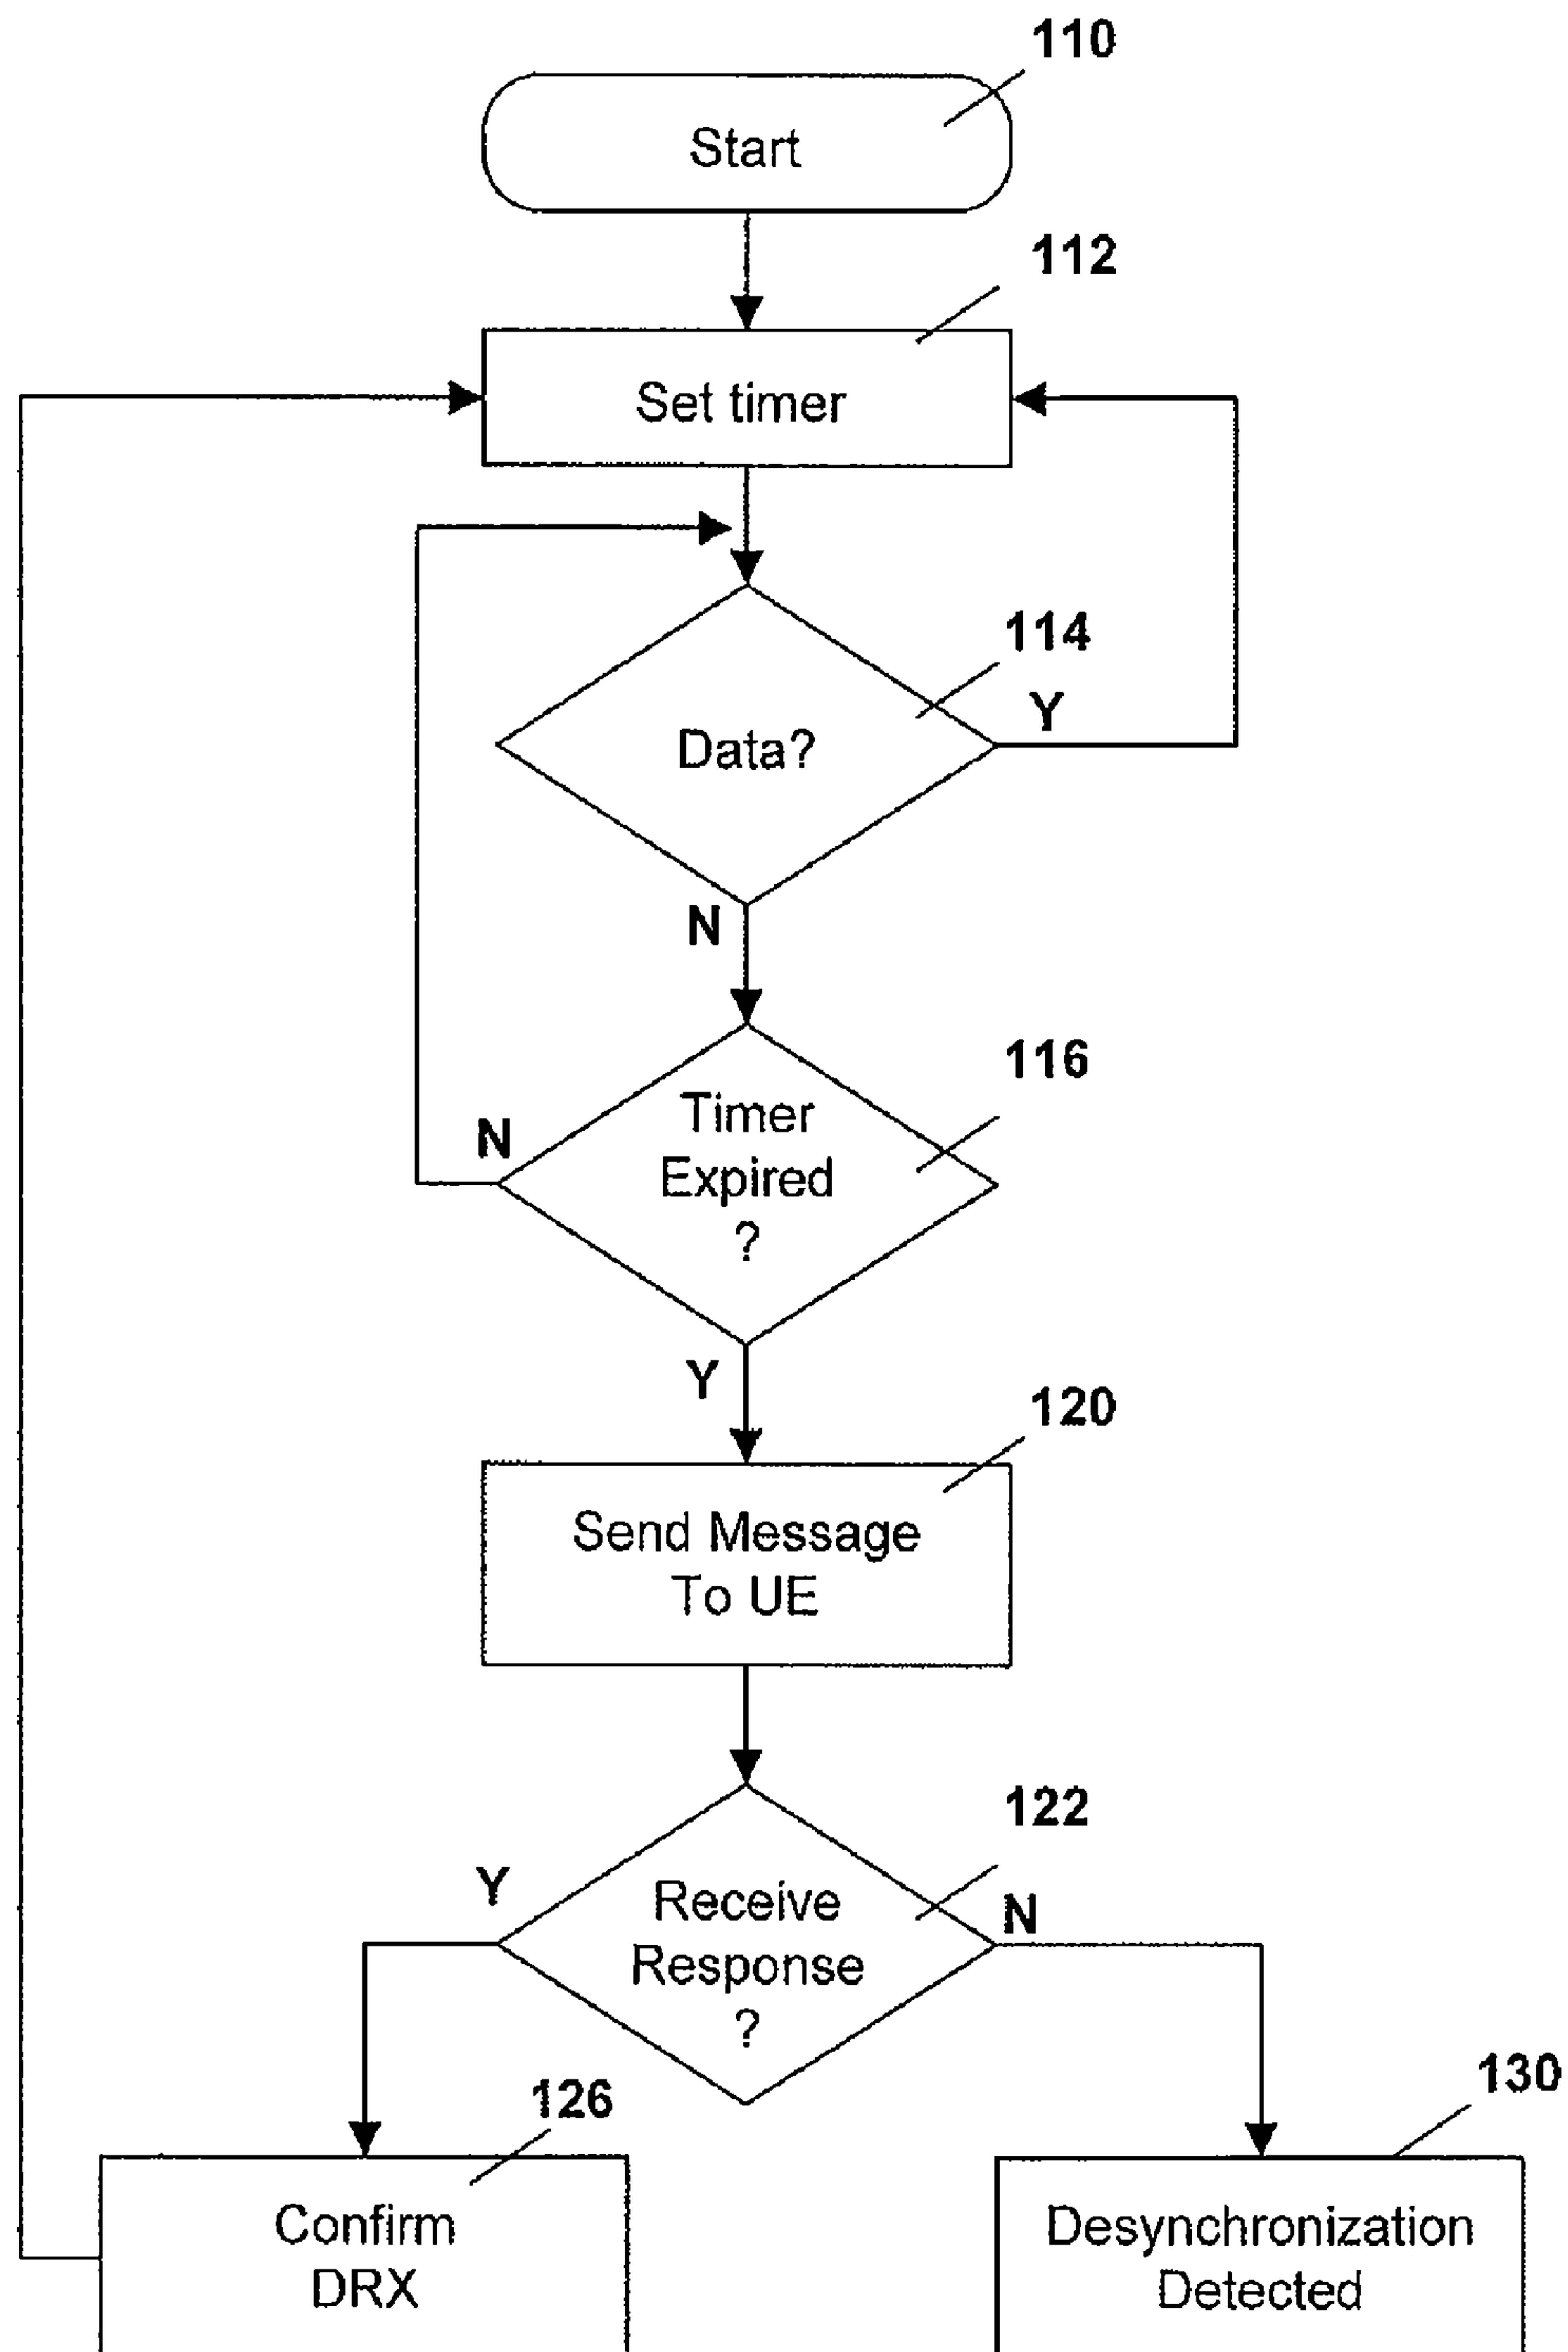 110
Start
112
Set timer
114
Y
Data?
N
116
Timer
Expired
?
N
Y
120
Send Message
To UE
122
Y
Receive
Response
?
N
126
130
Confirm
DRX
Desynchronization
Detected